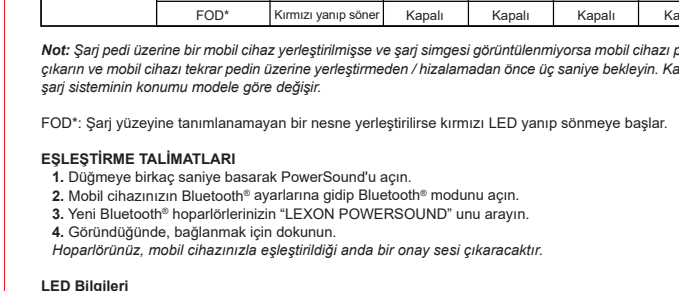 FOD* Kırmızı yanıp söner Kapalı Kapalı Kapalı
Not: Şarj pedi üzerine bir mobil cihaz yerleştirilmişse ve şarj simgesi görüntülenmiyorsa mobil cihazı
çıkarın ve mobil cihazı tekrar pedin üzerine yerleştirmeden / hizalamadan önce üç saniye bekleyin.
şarj sisteminin konumu modele göre değişir.
FOD*: Şarj yüzeyine tanımlanamayan bir nesne yerleştirilirse kırmızı LED yanıp sönmeye başlar.
EŞLEŞTİRME TALİMATLARI
1. Düğmeye birkaç saniye basarak PowerSound'u açın.
2. Mobil cihazınızın Bluetooth® ayarlarına gidip Bluetooth® modunu açın.
3. Yeni Bluetooth® hoparlörlerinizin “LEXON POWERSOUND” unu arayın.
4. Göründüğünde, bağlanmak için dokunun.
Hoparlörünüz, mobil cihazınızla eşleştirildiği anda bir onay sesi çıkaracaktır.
LED Bilgileri